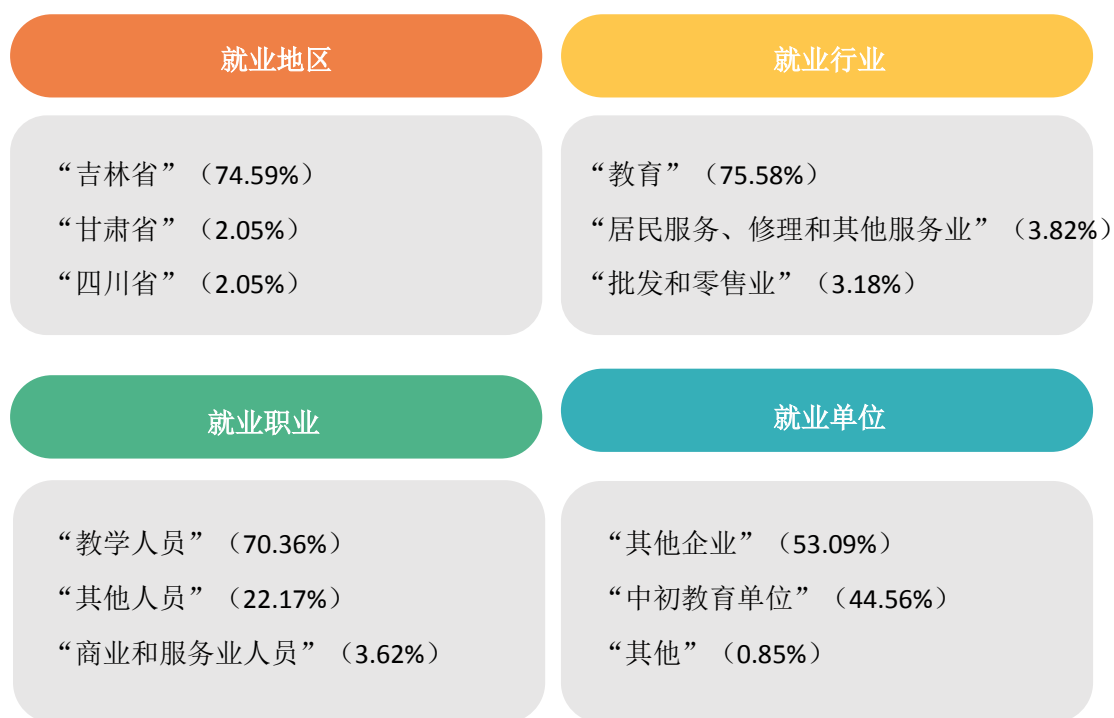 就业地区
“吉林省”（74.59%）
“甘肃省”（2.05%）
“四川省”（2.05%）
就业行业
“教育”（75.58%）
“居民服务、修理和其他服务业”（3.82%）
“批发和零售业”（3.18%）
就业职业
“教学人员”（70.36%）
“其他人员”（22.17%）
“商业和服务业人员”（3.62%）
就业单位
“其他企业”（53.09%）
“中初教育单位”（44.56%）
“其他”（0.85%）